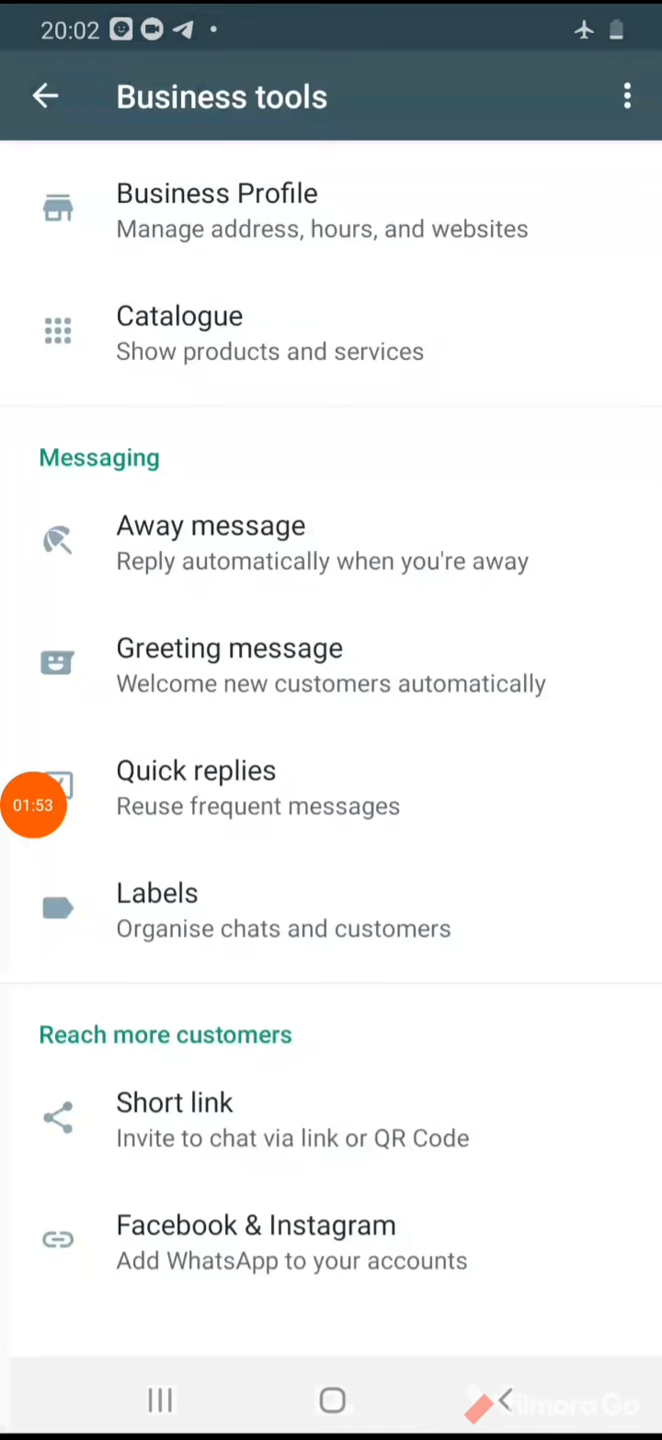 20:02
Business tools
Business Profile
Manage address, hours, and websites
Catalogue
Show products and services
Messaging
Away message
Reply automatically when you're away
Greeting message
Welcome new customers automatically
Quick replies
Reuse frequent messages
01:53
Labels
Organise chats and customers
Reach more customers
Short link
Invite to chat via link or QR Code
Facebook & Instagram
Add WhatsApp to your accounts
FilmoraGo